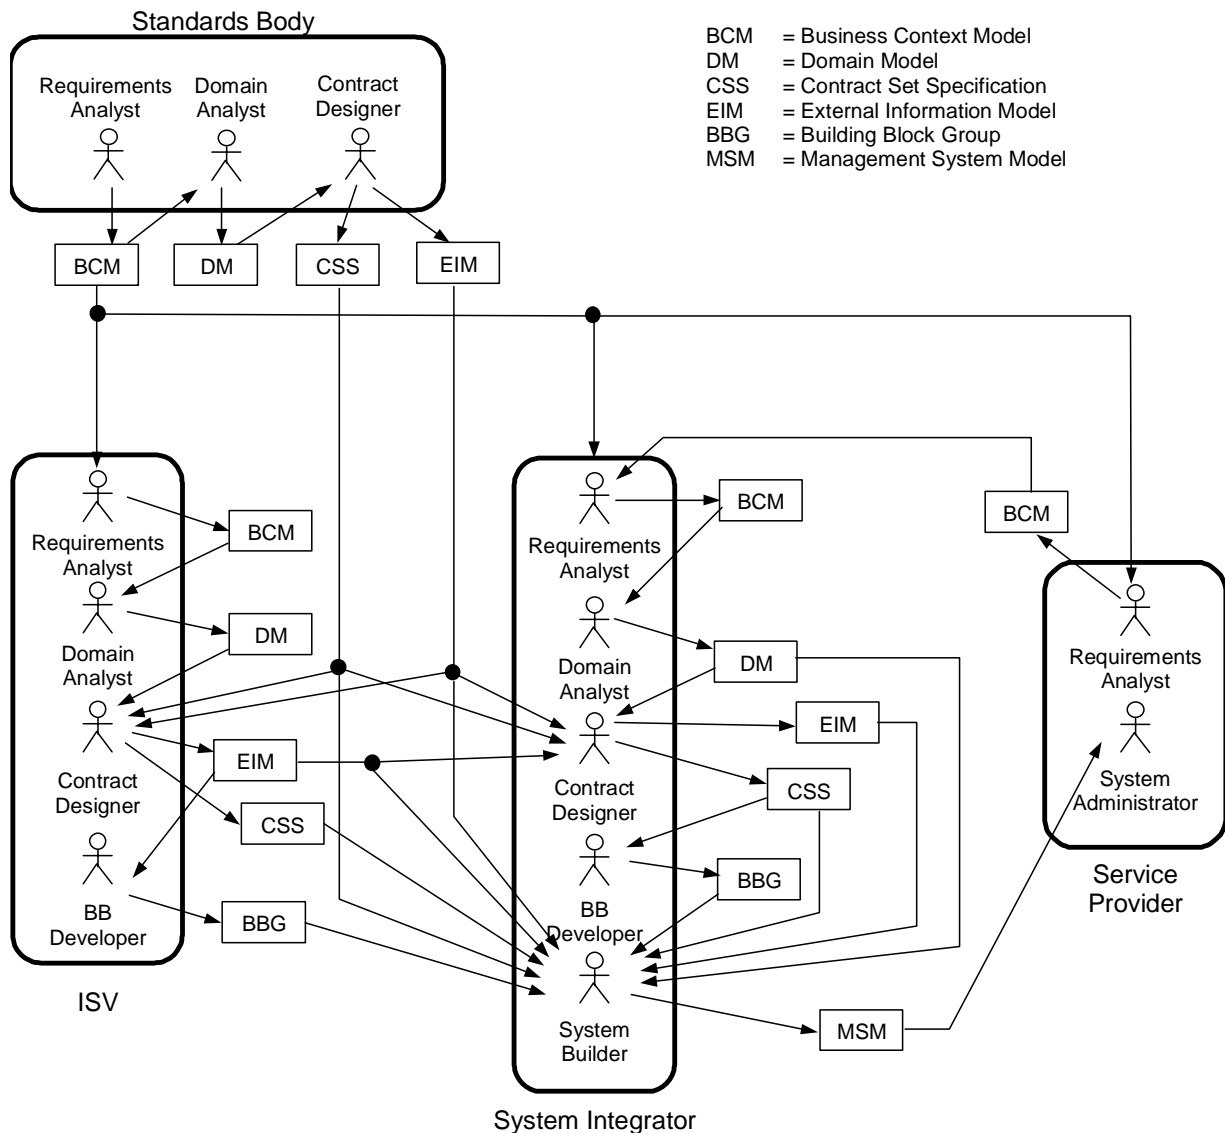 Standards Body
BCM = Business Context Model
DM = Domain Model
CSS = Contract Set Specification
EIM = External Information Model
BBG = Building Block Group
MSM = Management System Model
Requirements
Analyst
Domain
Analyst
Contract
Designer
BCM
DM
CSS
EIM
Requirements
Analyst
BCM
Domain
Analyst
DM
Contract
Designer
EIM
CSS
BB
Developer
BBG
ISV
Requirements
Analyst
BCM
Domain
Analyst
DM
Contract
Designer
EIM
CSS
BB
Developer
BBG
System
Builder
MSM
System Integrator
BCM
Requirements
Analyst
System
Administrator
Service
Provider